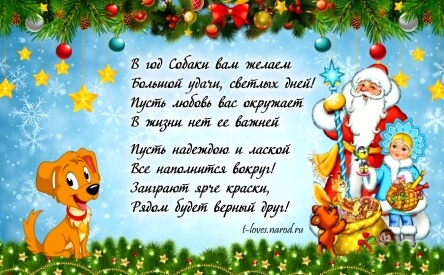 В год Собаки вам желаем
Большой удачи, светлых дней!
Пусть любовь вас окружает
В жизни нет ее важней
Пусть надеждою и лаской
Все наполнится вокруг!
Заиграют ярче краски,
Рядом будет верный друг!
t-loves.narod.ru